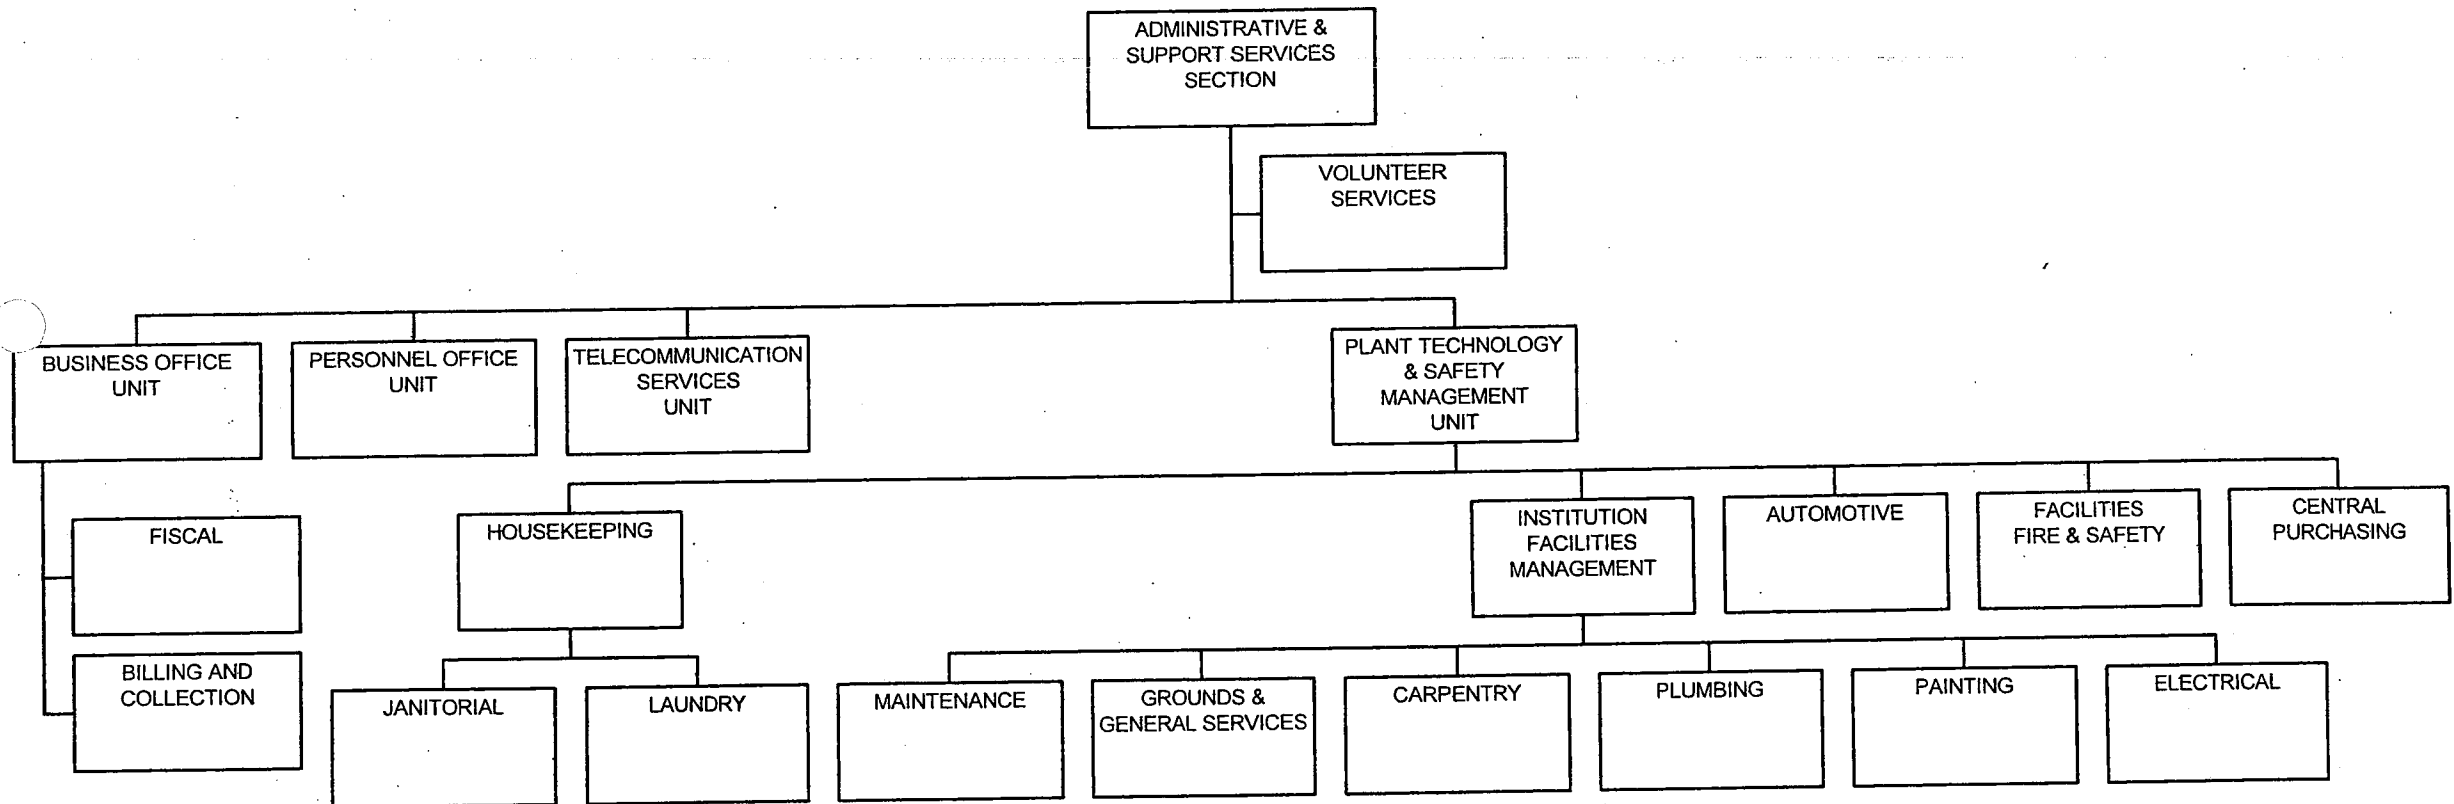 ADMINISTRATIVE &
SUPPORT SERVICES
SECTION
VOLUNTEER
SERVICES
BUSINESS OFFICE
UNIT
PERSONNEL OFFICE
UNIT
TELECOMMUNICATION
SERVICES
UNIT
PLANT TECHNOLOGY
& SAFETY
MANAGEMENT
UNIT
FISCAL
BILLING AND
COLLECTION
HOUSEKEEPING
INSTITUTION
FACILITIES
MANAGEMENT
AUTOMOTIVE
FACILITIES
FIRE & SAFETY
CENTRAL
PURCHASING
JANITORIAL
LAUNDRY
MAINTENANCE
GROUNDS &
GENERAL SERVICES
CARPENTRY
PLUMBING
PAINTING
ELECTRICAL